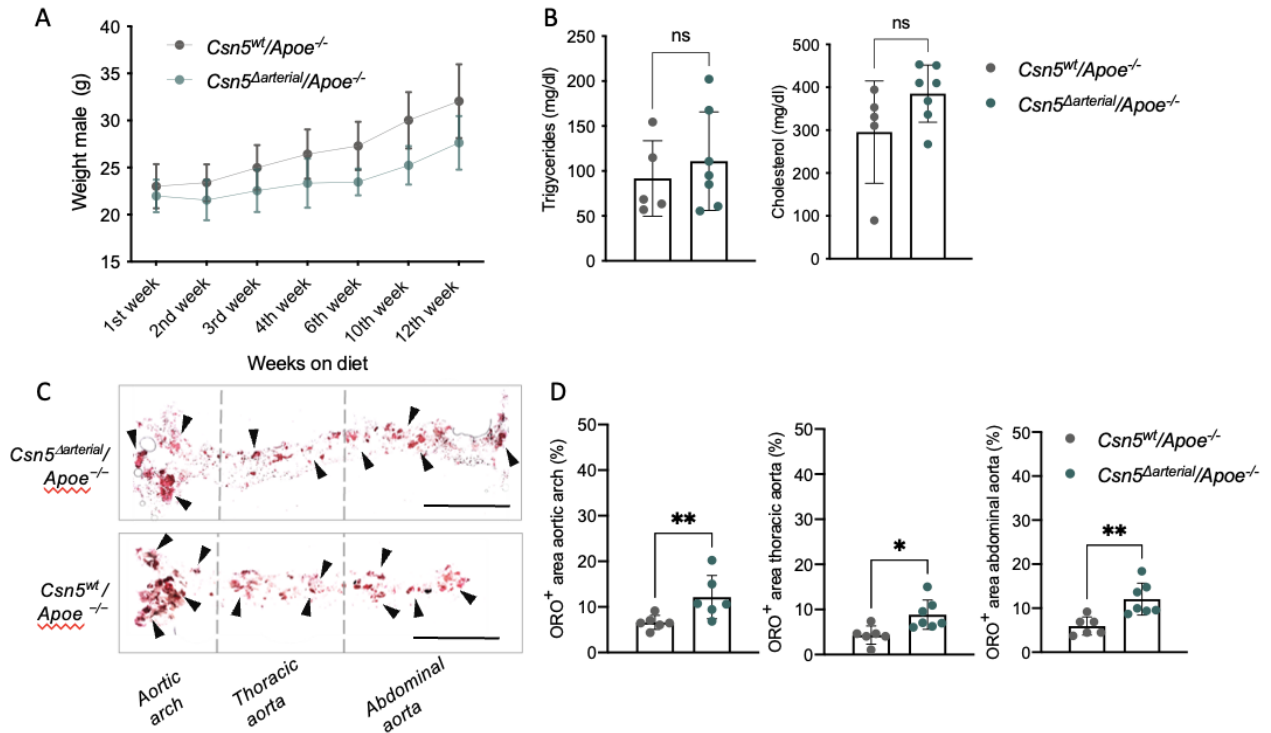 A
40
35
30
25
20
15
Weight male (g)
Csn5wt/Apoe-/-
Csn5Δarterial/Apoe-/-
1st week
2nd week
3rd week
4th week
6th week
10th week
12th week
Weeks on diet
B
250
200
150
100
50
0
Trigycerides (mg/dl)
ns
500
400
300
200
100
0
Cholesterol (mg/dl)
ns
Csn5wt/Apoe-/-
Csn5Δarterial/Apoe-/-
C
Csn5Δarterial/
Apoe−/−
Csn5wt/
Apoe −/−
Aortic
arch
Thoracic
aorta
Abdominal
aorta
D
50
40
30
20
10
0
ORO+ area aortic arch (%)
**
50
40
30
20
10
0
ORO+ area thoracic aorta (%)
*
50
40
30
20
10
0
ORO+ area abdominal aorta (%)
**
Csn5wt/Apoe-/-
Csn5Δarterial/Apoe-/-